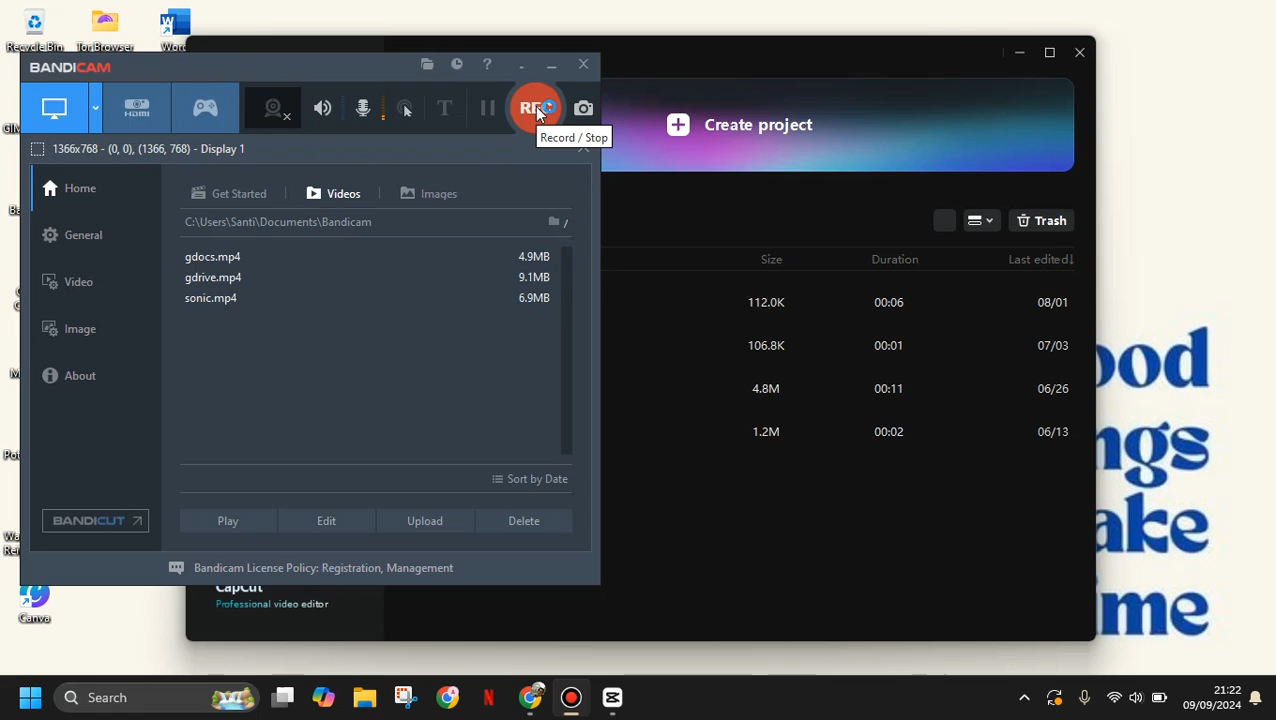 Recycle Bin
Tor Browser
Word
BANDICAM
?
HDMI
T
REC
Record / Stop
1366x768 - (0, 0), (1366, 768) - Display 1
Home
General
Video
Image
About
BANDICUT
Get Started
Videos
Images
C:\Users\Santi\Documents\Bandicam
/
gdocs.mp4 4.9MB
gdrive.mp4 9.1MB
sonic.mp4 6.9MB
Sort by Date
Play
Edit
Upload
Delete
Bandicam License Policy: Registration, Management
Create project
Trash
Size Duration Last edited↓
112.0K 00:06 08/01
106.8K 00:01 07/03
4.8M 00:11 06/26
1.2M 00:02 06/13
CapCut
Professional video editor
Canva
ood
ngs
ake
ime
Search
21:22
09/09/2024